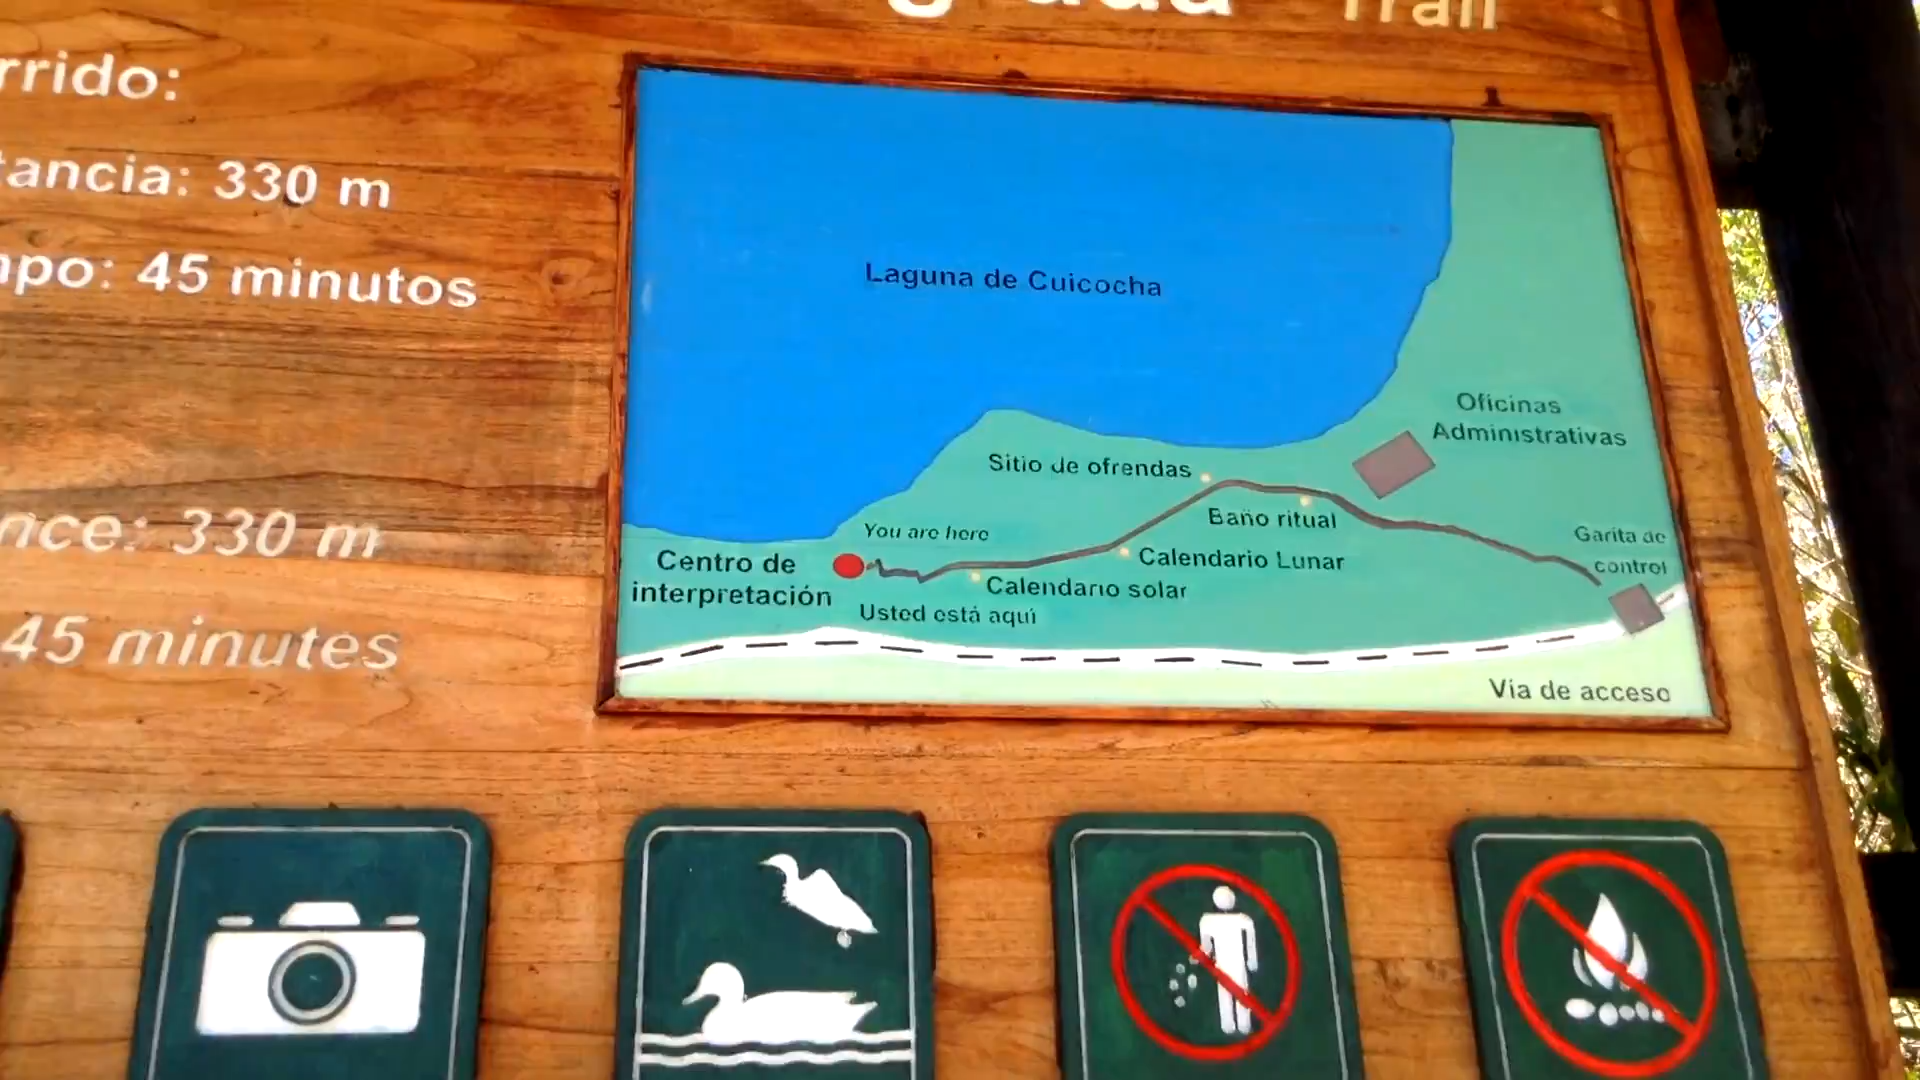 Trail
rrido:
tancia: 330 m
mpo: 45 minutos
nce: 330 m
45 minutes
Laguna de Cuicocha
Oficinas
Administrativas
Sitio de ofrendas
Baño ritual
You are here
Garita de
control
Centro de
interpretación
Calendario Lunar
Calendario solar
Usted está aquí
Vía de acceso